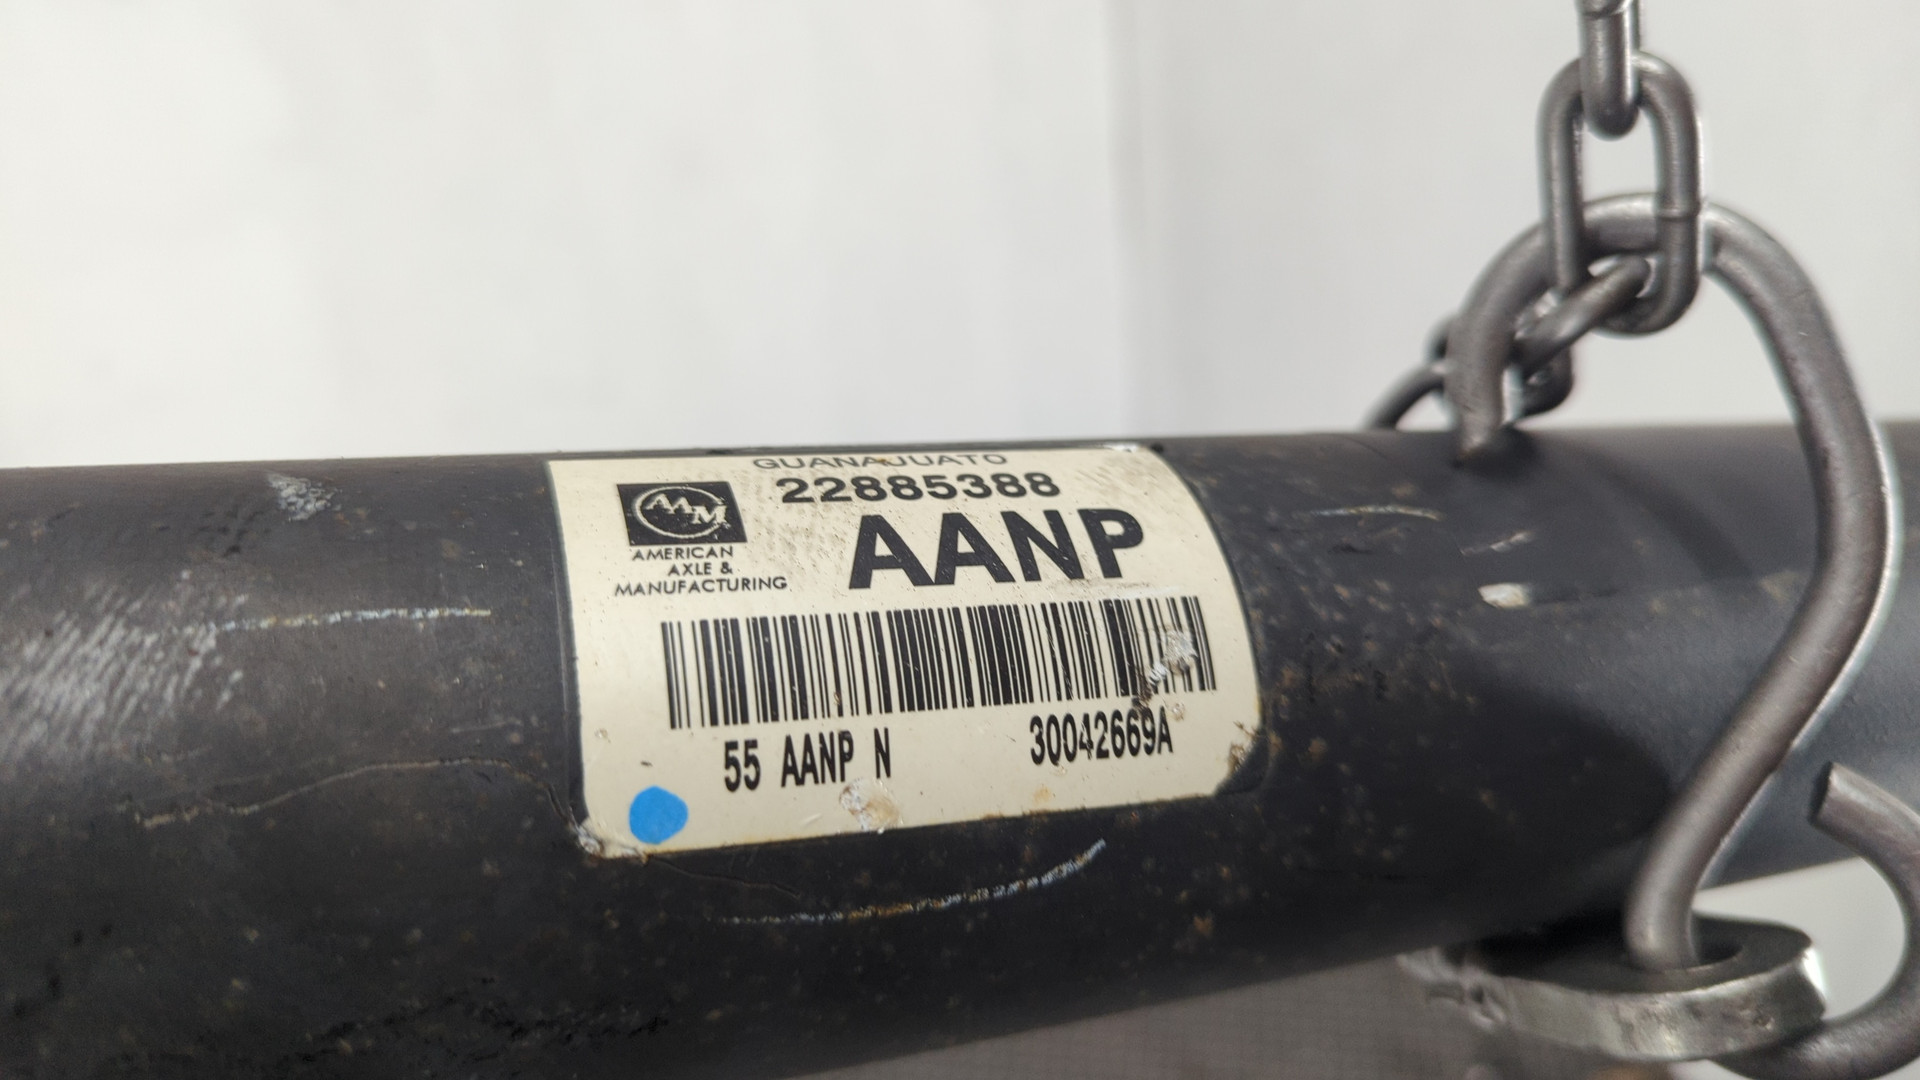 GUANAJUATO
22885388
AAM
AANP
AMERICAN
AXLE &
MANUFACTURING
55 AANP N
30042669A